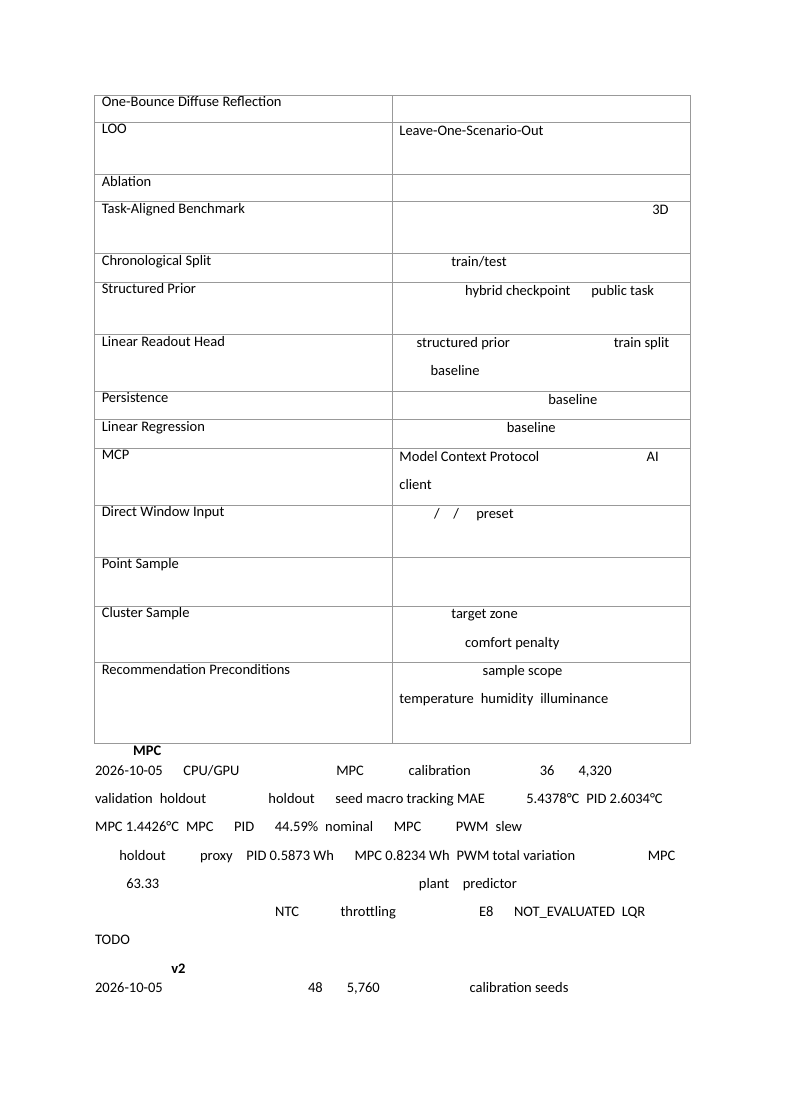 One-Bounce Diffuse Reflection
LOO Leave-One-Scenario-Out
Ablation
Task-Aligned Benchmark 3D
Chronological Split train/test
Structured Prior hybrid checkpoint public task
Linear Readout Head structured prior train split
baseline
Persistence baseline
Linear Regression baseline
MCP Model Context Protocol AI
client
Direct Window Input / / preset
Point Sample
Cluster Sample target zone
comfort penalty
Recommendation Preconditions sample scope
temperature humidity illuminance
MPC
2026-10-05 CPU/GPU MPC calibration 36 4,320
validation holdout holdout seed macro tracking MAE 5.4378°C PID 2.6034°C
MPC 1.4426°C MPC PID 44.59% nominal MPC PWM slew
holdout proxy PID 0.5873 Wh MPC 0.8234 Wh PWM total variation MPC
63.33 plant predictor
NTC throttling E8 NOT_EVALUATED LQR
TODO
v2
2026-10-05 48 5,760 calibration seeds